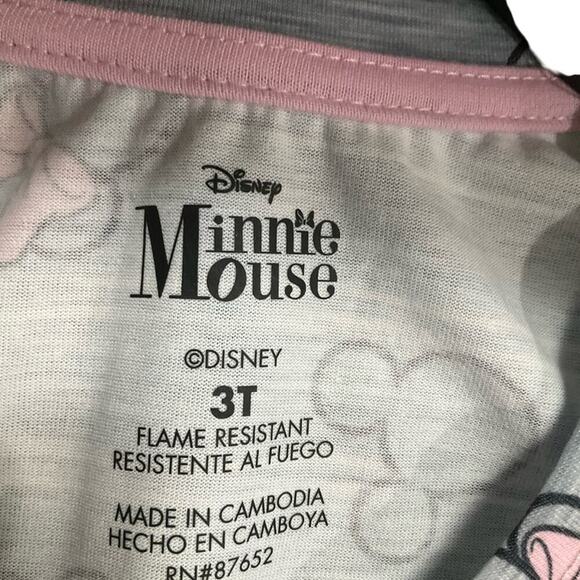 Disney
Minnie
Mouse
©DISNEY
3T
FLAME RESISTANT
RESISTENTE AL FUEGO
MADE IN CAMBODIA
HECHO EN CAMBOYA
RN#87652